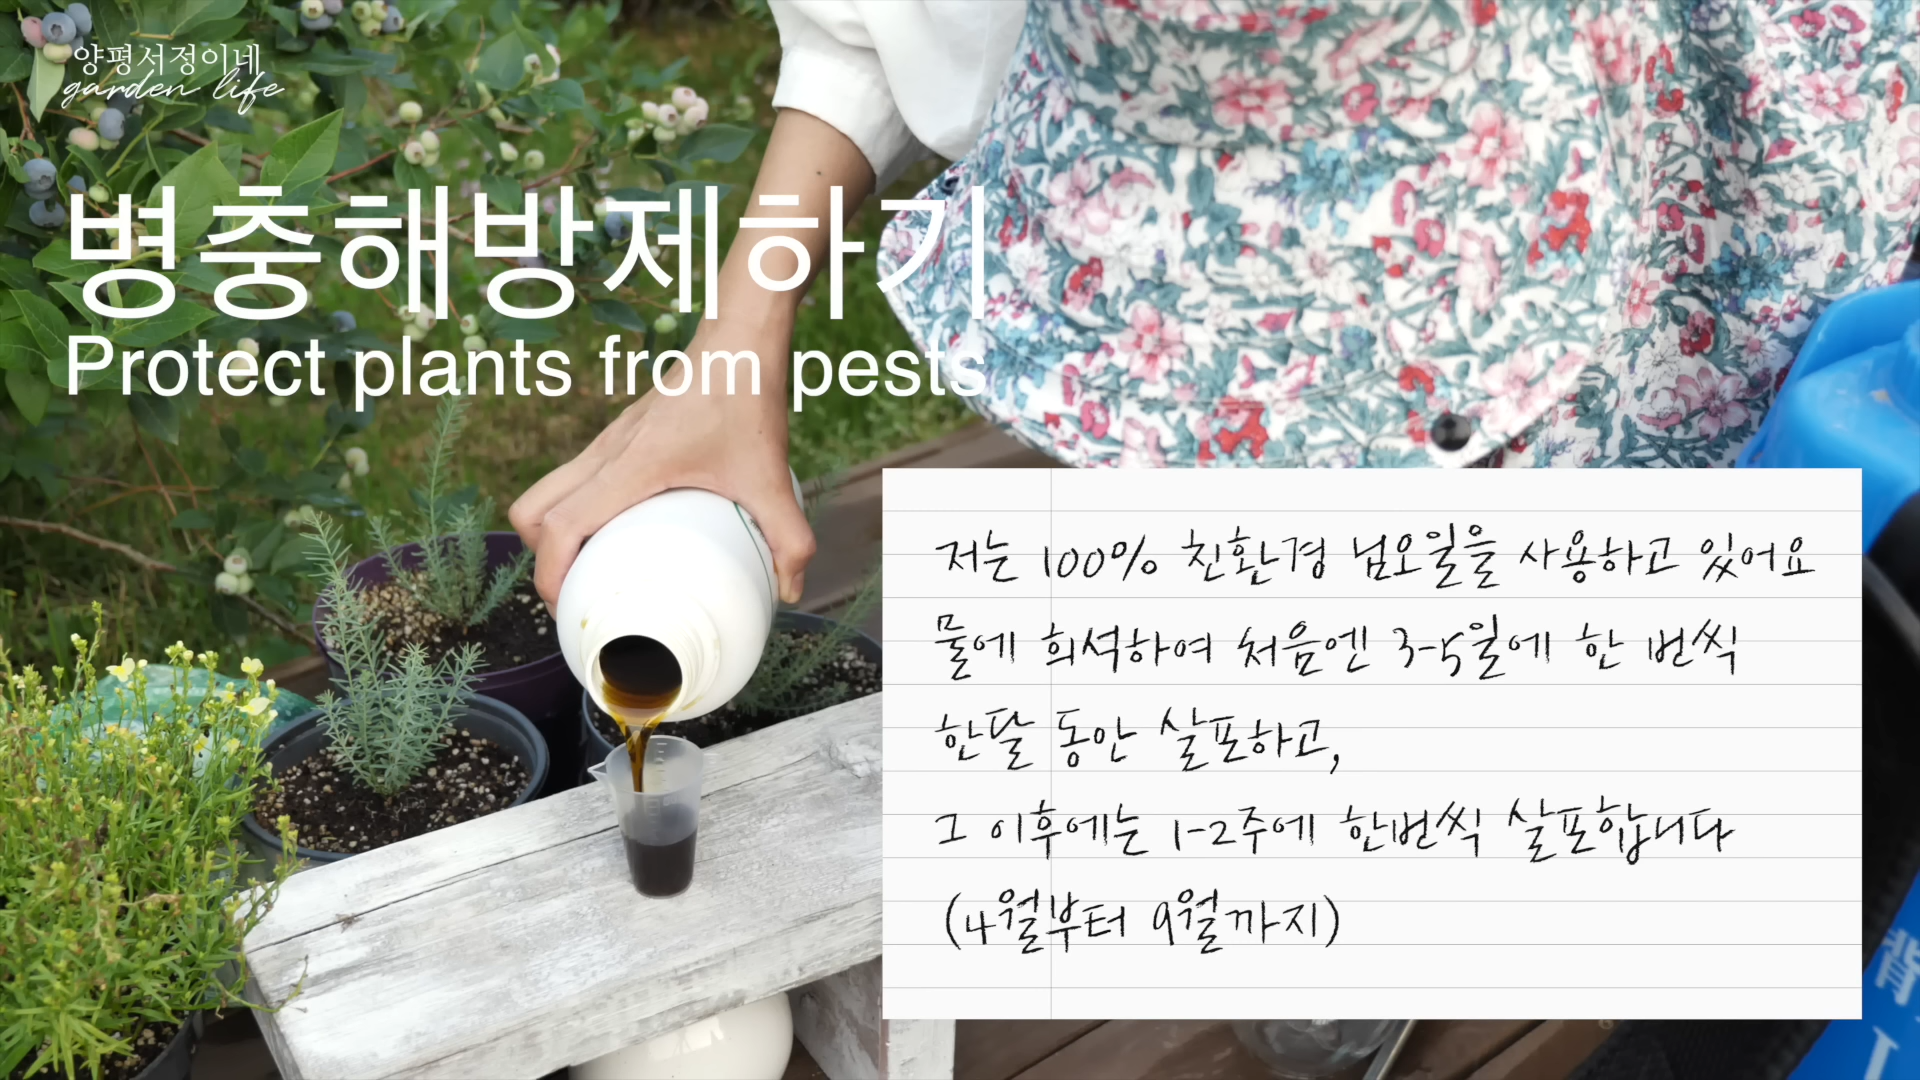 양평서정이네
garden life
병충해방제하기
Protect plants from pests
저는 100% 친환경 님오일을 사용하고 있어요
물에 희석하여 처음엔 3-5일에 한 번씩
한달 동안 살포하고,
그 이후에는 1-2주에 한번씩 살포합니다
(4월부터 9월까지)